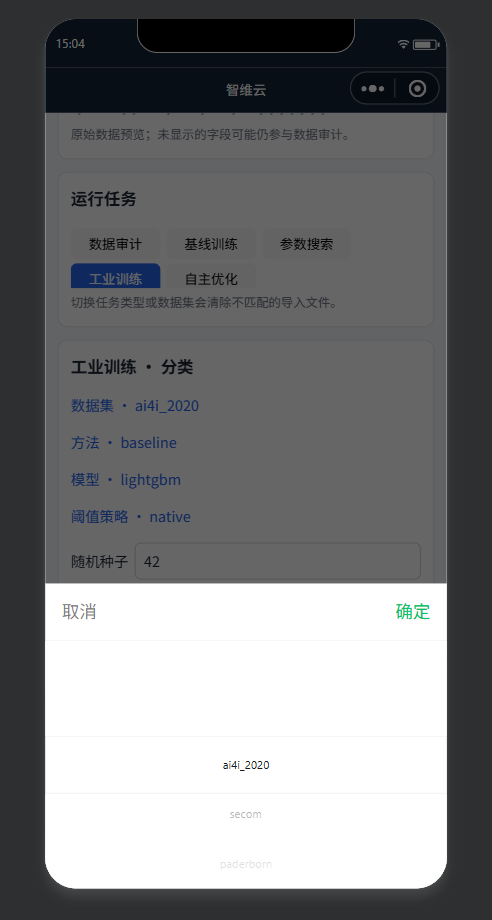 15:04
智维云
原始数据预览；未显示的字段可能仍参与数据审计。
运行任务
数据审计 基线训练 参数搜索
工业训练 自主优化
切换任务类型或数据集会清除不匹配的导入文件。
工业训练 · 分类
数据集 · ai4i_2020
方法 · baseline
模型 · lightgbm
阈值策略 · native
随机种子 42
取消 确定
ai4i_2020
secom
paderborn